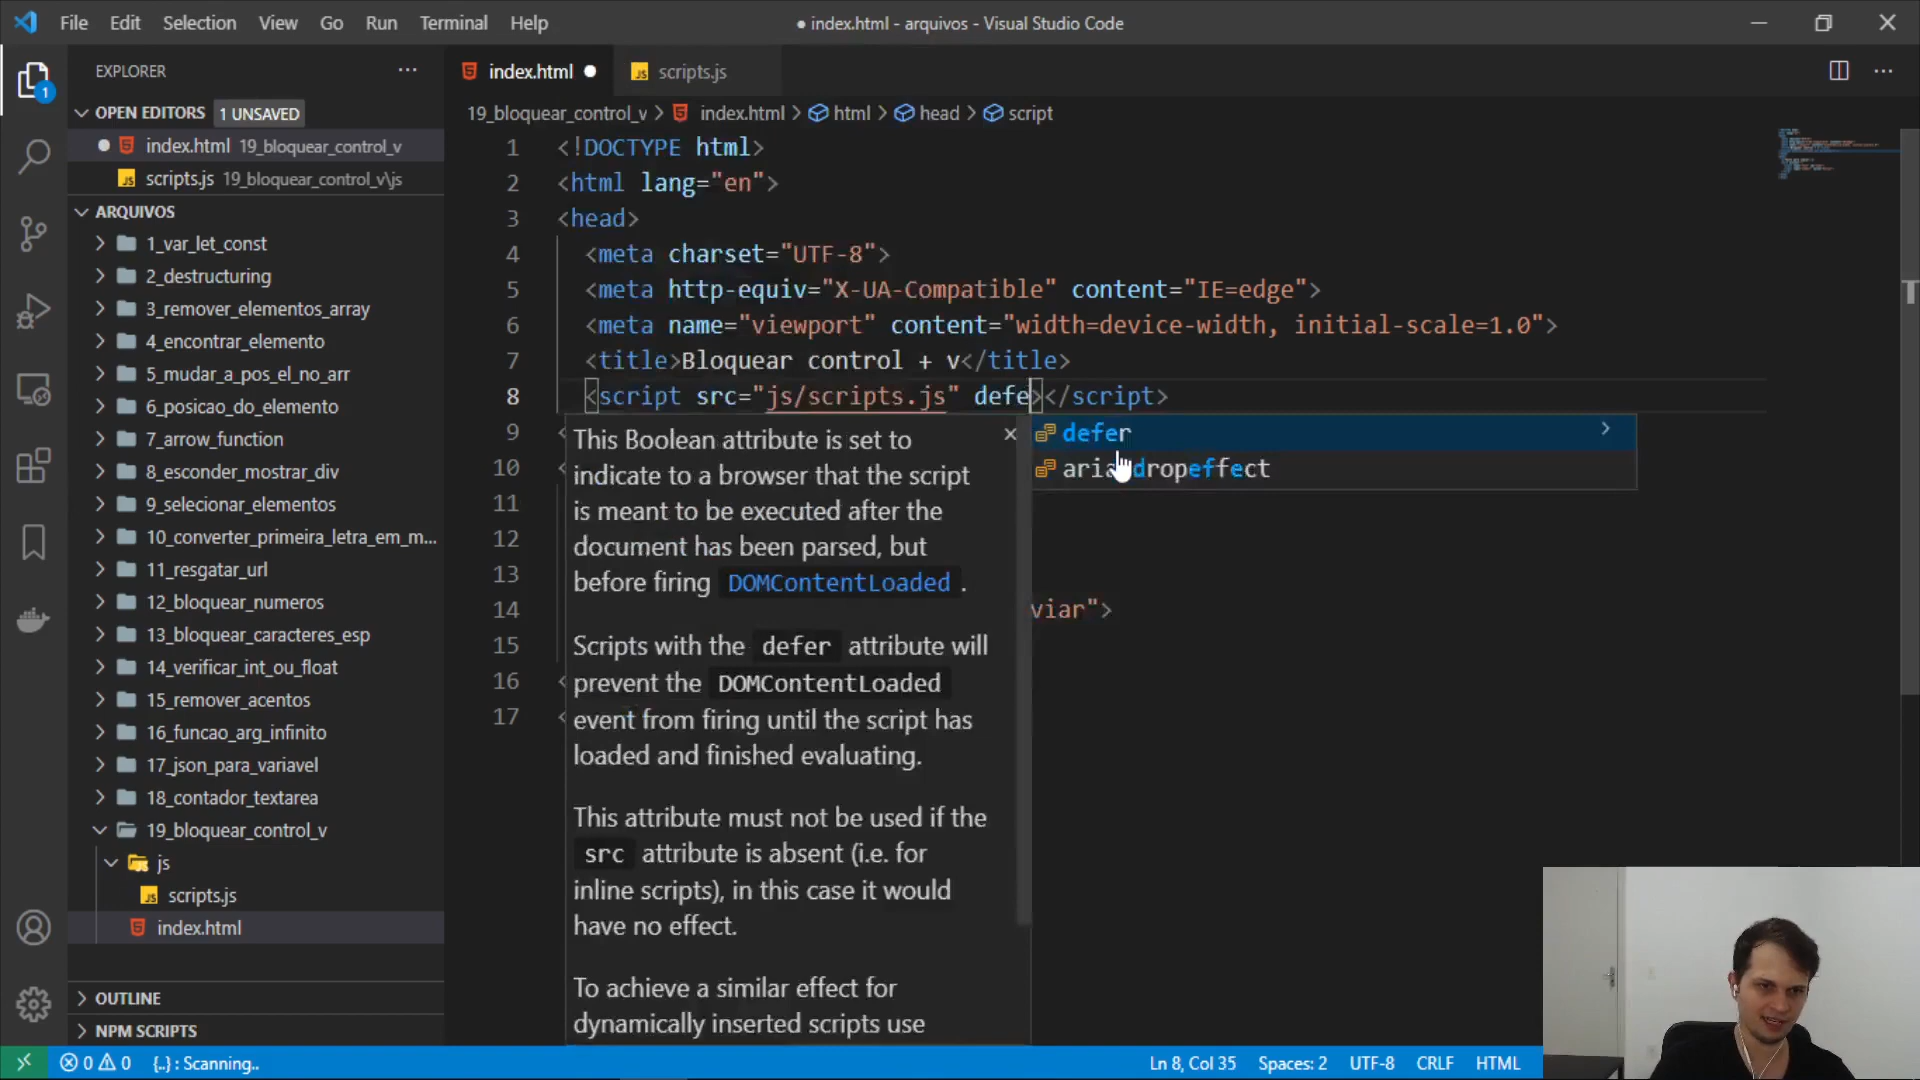 File Edit Selection View Go Run Terminal Help
● index.html - arquivos - Visual Studio Code
EXPLORER
1
OPEN EDITORS 1 UNSAVED
index.html 19_bloquear_control_v
scripts.js 19_bloquear_control_v\js
ARQUIVOS
1_var_let_const
2_destructuring
3_remover_elementos_array
4_encontrar_elemento
5_mudar_a_pos_el_no_arr
6_posicao_do_elemento
7_arrow_function
8_esconder_mostrar_div
9_selecionar_elementos
10_converter_primeira_letra_em_m...
11_resgatar_url
12_bloquear_numeros
13_bloquear_caracteres_esp
14_verificar_int_ou_float
15_remover_acentos
16_funcao_arg_infinito
17_json_para_variavel
18_contador_textarea
19_bloquear_control_v
js
scripts.js
index.html
OUTLINE
NPM SCRIPTS
index.html scripts.js
19_bloquear_control_v > index.html > html > head > script
1 <!DOCTYPE html>
2 <html lang="en">
3 <head>
4 <meta charset="UTF-8">
5 <meta http-equiv="X-UA-Compatible" content="IE=edge">
6 <meta name="viewport" content="width=device-width, initial-scale=1.0">
7 <title>Bloquear control + v</title>
8 <script src="js/scripts.js" defe></script>
9 <
10 <
11
12
13
14 viar">
15
16 <
17 <
This Boolean attribute is set to
indicate to a browser that the script
is meant to be executed after the
document has been parsed, but
before firing DOMContentLoaded .
Scripts with the defer attribute will
prevent the DOMContentLoaded
event from firing until the script has
loaded and finished evaluating.
This attribute must not be used if the
src attribute is absent (i.e. for
inline scripts), in this case it would
have no effect.
To achieve a similar effect for
dynamically inserted scripts use
defer
aria-dropeffect
0 0 {..} : Scanning.. Ln 8, Col 35 Spaces: 2 UTF-8 CRLF HTML